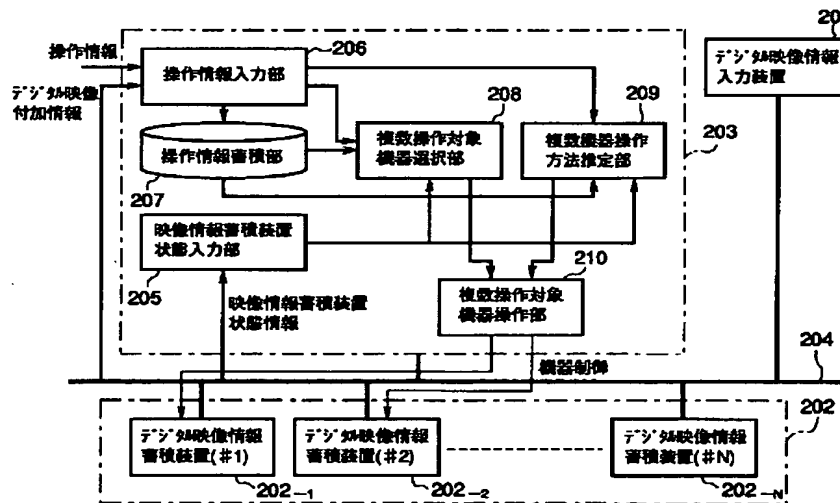 206
操作情報
操作情報入力部
デジタル映像
付加情報
デジタル映像情報
入力装置
208
209
操作情報蓄積部
複数操作対象
機器選択部
複数機器操作
方法推定部
203
207
映像情報蓄積装置
状態入力部
205
映像情報蓄積装置
状態情報
210
複数操作対象
機器操作部
機器制御
204
202
デジタル映像情報
蓄積装置(#1)
デジタル映像情報
蓄積装置(#2)
デジタル映像情報
蓄積装置(#N)
202-1
202-2
202-N